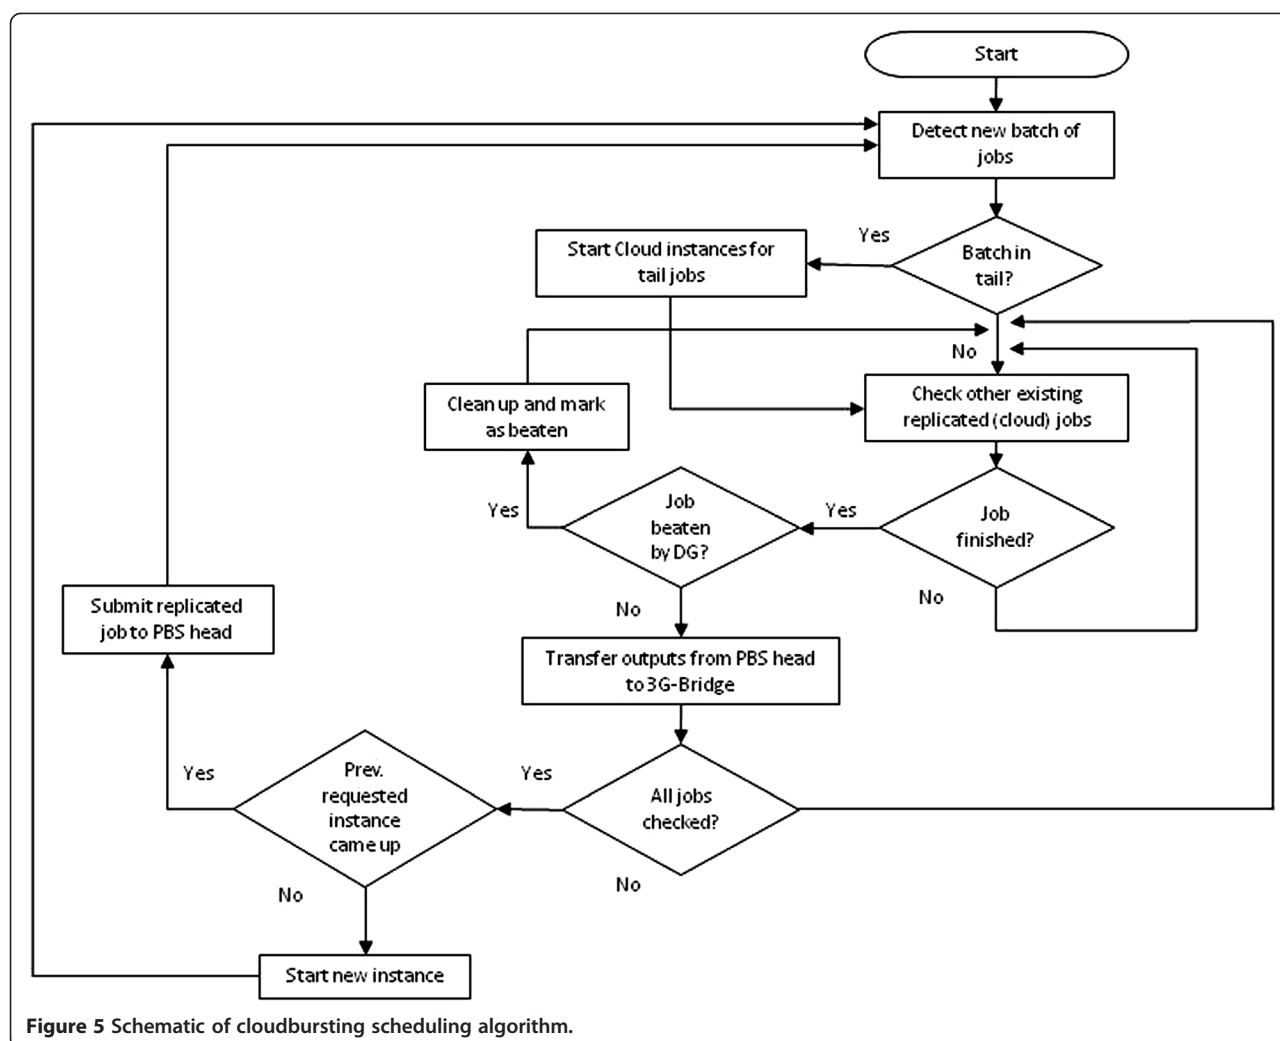 Start
Detect new batch of
jobs
Yes
Batch in
tail?
Start Cloud instances for
tail jobs
No
Check other existing
replicated (cloud) jobs
Clean up and mark
as beaten
Yes
Job
beaten
by DG?
Yes
Job
finished?
No
No
Submit replicated
job to PBS head
Transfer outputs from PBS head
to 3G-Bridge
Yes
Prev.
requested
instance
came up
Yes
All jobs
checked?
No
No
Start new instance
Figure 5 Schematic of cloudbursting scheduling algorithm.